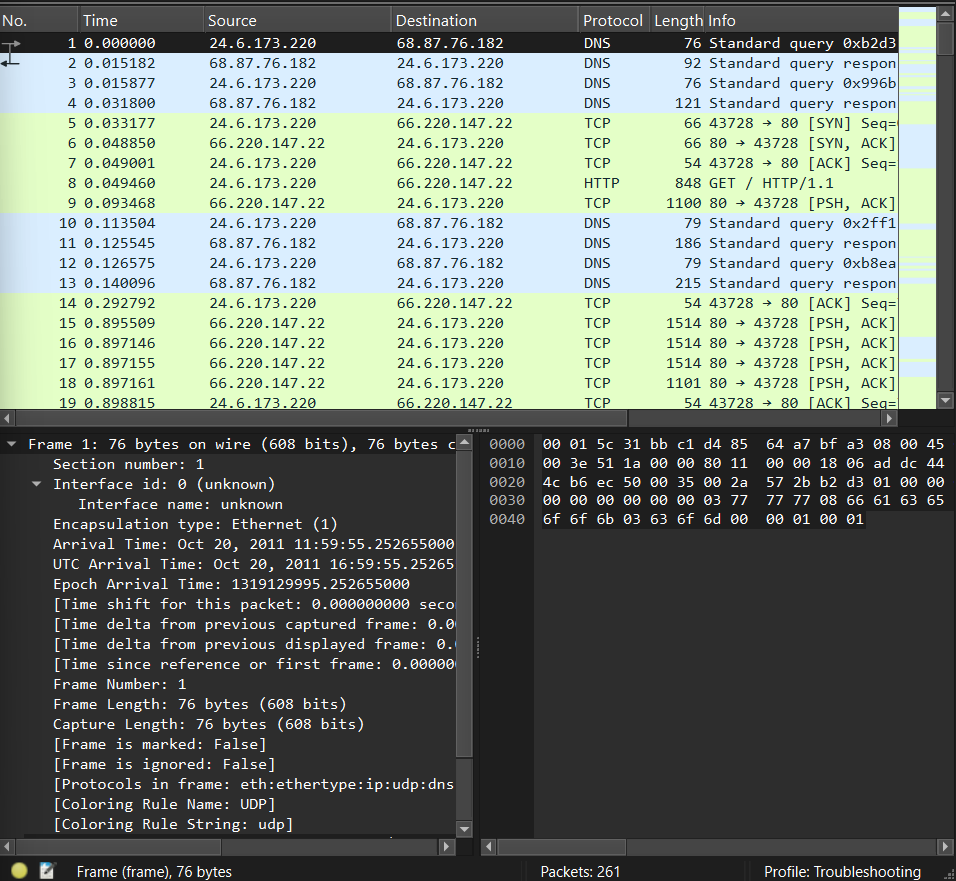 No. Time Source Destination Protocol Length Info
1 0.000000 24.6.173.220 68.87.76.182 DNS 76 Standard query 0xb2d3
2 0.015182 68.87.76.182 24.6.173.220 DNS 92 Standard query respon
3 0.015877 24.6.173.220 68.87.76.182 DNS 76 Standard query 0x996b
4 0.031800 68.87.76.182 24.6.173.220 DNS 121 Standard query respon
5 0.033177 24.6.173.220 66.220.147.22 TCP 66 43728 → 80 [SYN] Seq=
6 0.048850 66.220.147.22 24.6.173.220 TCP 66 80 → 43728 [SYN, ACK]
7 0.049001 24.6.173.220 66.220.147.22 TCP 54 43728 → 80 [ACK] Seq=
8 0.049460 24.6.173.220 66.220.147.22 HTTP 848 GET / HTTP/1.1
9 0.093468 66.220.147.22 24.6.173.220 TCP 1100 80 → 43728 [PSH, ACK]
10 0.113504 24.6.173.220 68.87.76.182 DNS 79 Standard query 0x2ff1
11 0.125545 68.87.76.182 24.6.173.220 DNS 186 Standard query respon
12 0.126575 24.6.173.220 68.87.76.182 DNS 79 Standard query 0xb8ea
13 0.140096 68.87.76.182 24.6.173.220 DNS 215 Standard query respon
14 0.292792 24.6.173.220 66.220.147.22 TCP 54 43728 → 80 [ACK] Seq=
15 0.895509 66.220.147.22 24.6.173.220 TCP 1514 80 → 43728 [PSH, ACK]
16 0.897146 66.220.147.22 24.6.173.220 TCP 1514 80 → 43728 [PSH, ACK]
17 0.897155 66.220.147.22 24.6.173.220 TCP 1514 80 → 43728 [PSH, ACK]
18 0.897161 66.220.147.22 24.6.173.220 TCP 1101 80 → 43728 [PSH, ACK]
19 0.898815 24.6.173.220 66.220.147.22 TCP 54 43728 → 80 [ACK] Seq=
Frame 1: 76 bytes on wire (608 bits), 76 bytes c
Section number: 1
Interface id: 0 (unknown)
Interface name: unknown
Encapsulation type: Ethernet (1)
Arrival Time: Oct 20, 2011 11:59:55.252655000
UTC Arrival Time: Oct 20, 2011 16:59:55.25265
Epoch Arrival Time: 1319129995.252655000
[Time shift for this packet: 0.000000000 seco
[Time delta from previous captured frame: 0.0
[Time delta from previous displayed frame: 0.
[Time since reference or first frame: 0.00000
Frame Number: 1
Frame Length: 76 bytes (608 bits)
Capture Length: 76 bytes (608 bits)
[Frame is marked: False]
[Frame is ignored: False]
[Protocols in frame: eth:ethertype:ip:udp:dns
[Coloring Rule Name: UDP]
[Coloring Rule String: udp]
0000 00 01 5c 31 bb c1 d4 85 64 a7 bf a3 08 00 45
0010 00 3e 51 1a 00 00 80 11 00 00 18 06 ad dc 44
0020 4c b6 ec 50 00 35 00 2a 57 2b b2 d3 01 00 00
0030 00 00 00 00 00 00 03 77 77 77 08 66 61 63 65
0040 6f 6f 6b 03 63 6f 6d 00 00 01 00 01
Frame (frame), 76 bytes
Packets: 261
Profile: Troubleshooting